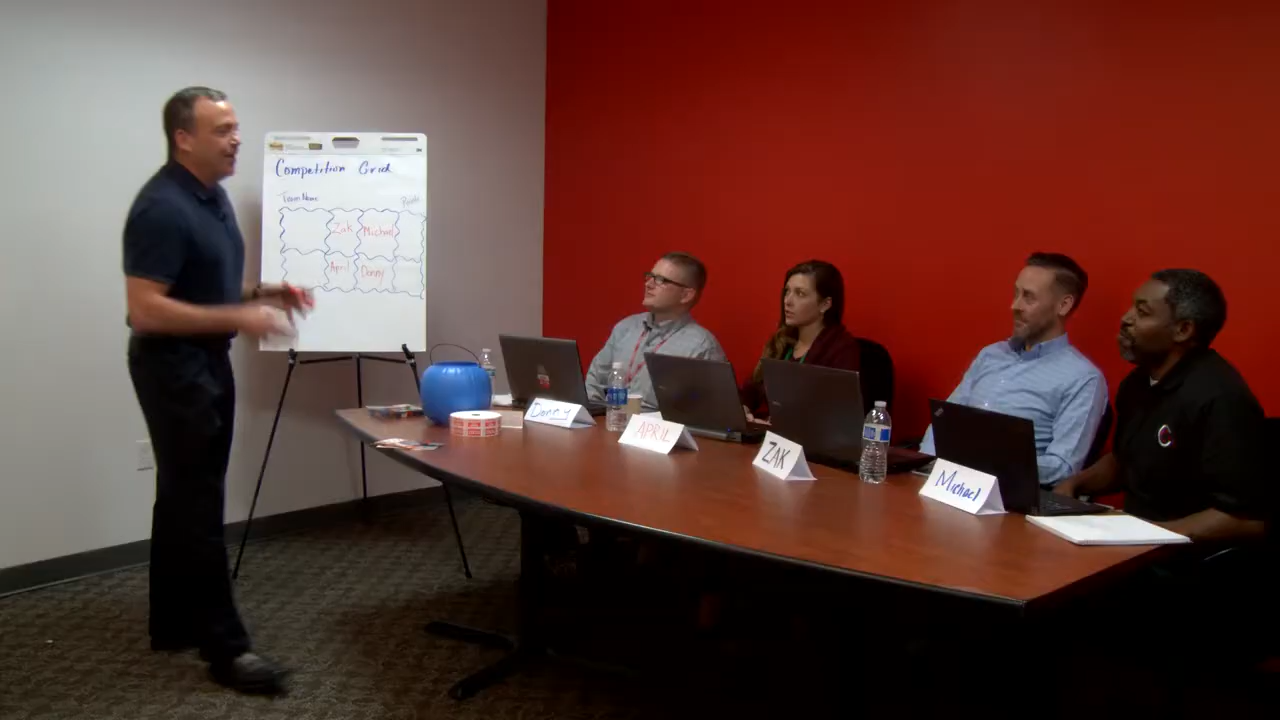 Competition Grid
Team Name Points
Zak Michael
April Donny
Donny
APRIL
ZAK
Michael
C